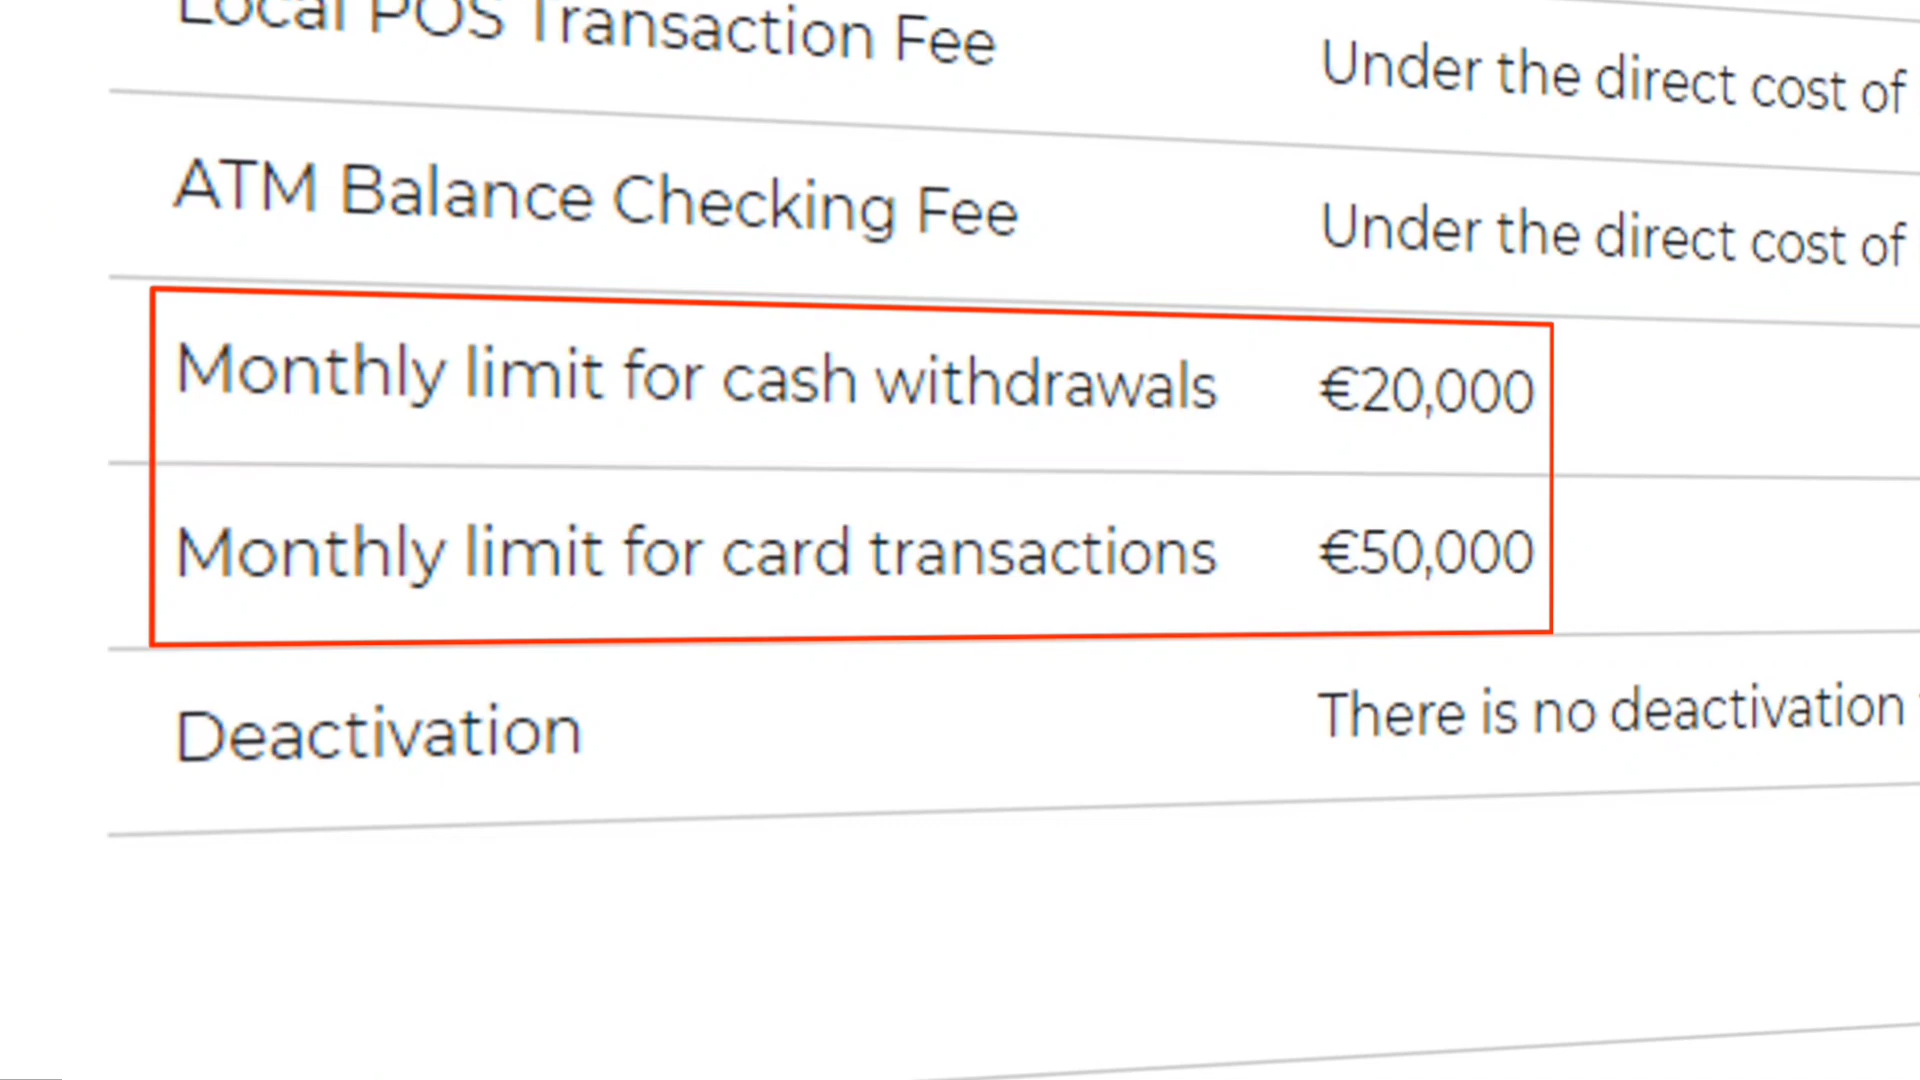 Local POS Transaction Fee
Under the direct cost of
ATM Balance Checking Fee
Under the direct cost of
Monthly limit for cash withdrawals
€20,000
Monthly limit for card transactions
€50,000
Deactivation
There is no deactivation